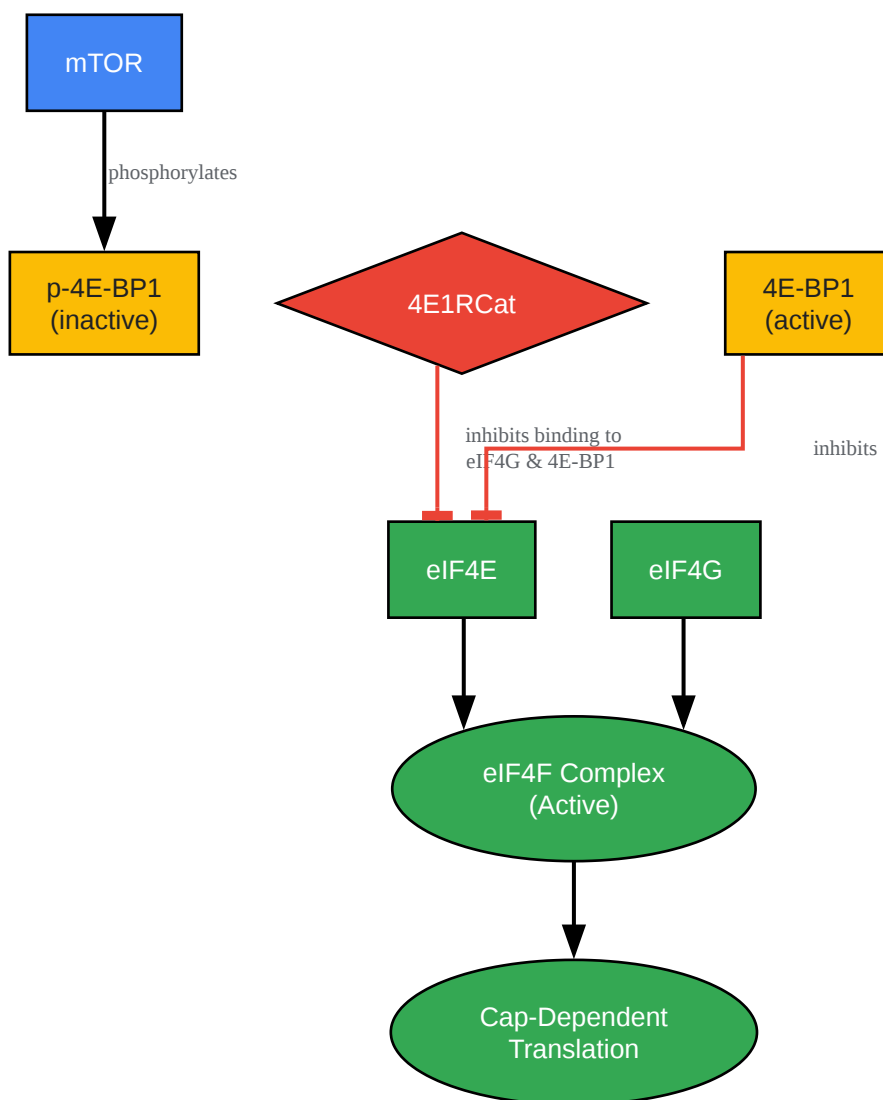 mTOR
phosphorylates
p-4E-BP1
(inactive)
4E1RCat
4E-BP1
(active)
inhibits binding to
eIF4G & 4E-BP1
inhibits
eIF4E
eIF4G
eIF4F Complex
(Active)
Cap-Dependent
Translation